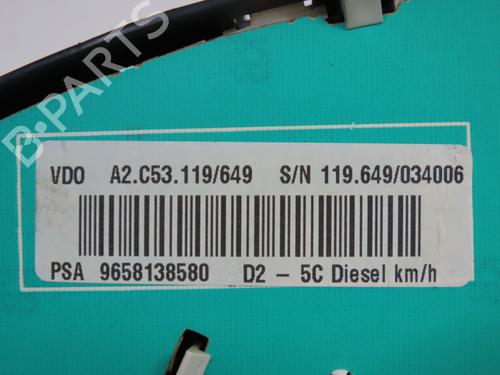 B-PARTS
VDO A2.C53.119/649 S/N 119.649/034006
PSA 9658138580 D2 - 5C Diesel km/h